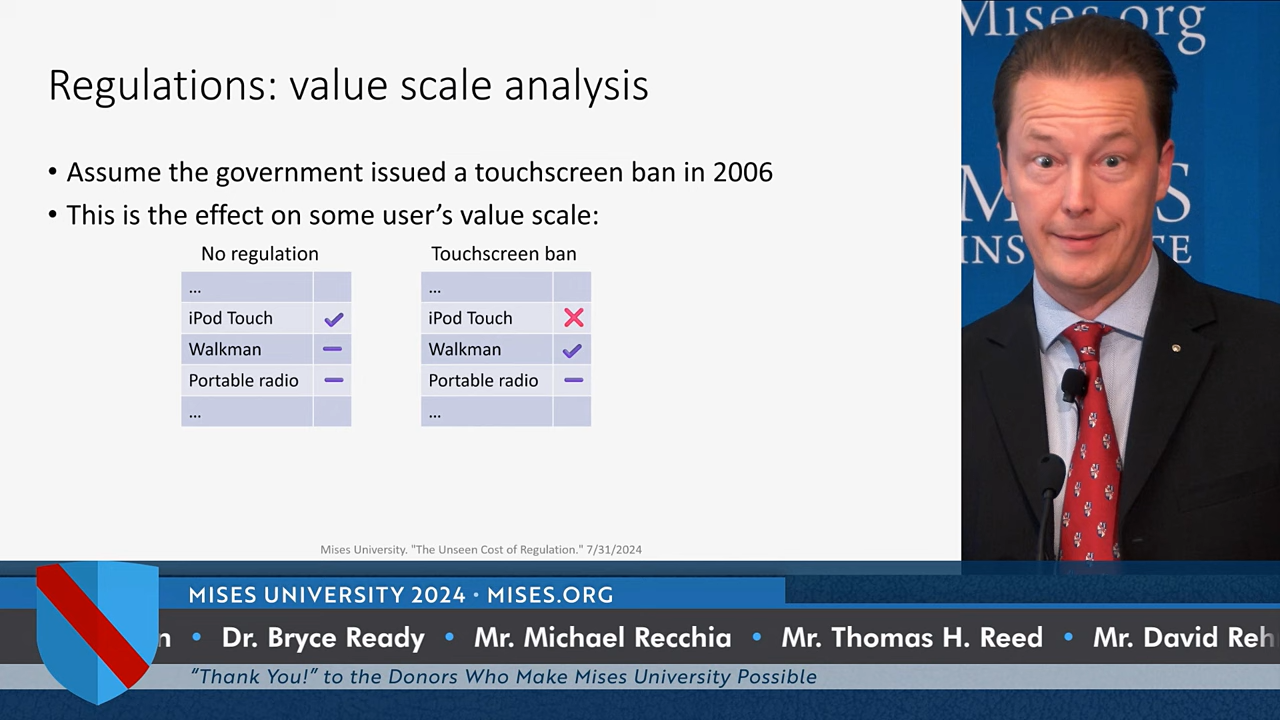 Regulations: value scale analysis
• Assume the government issued a touchscreen ban in 2006
• This is the effect on some user's value scale:
No regulation
...
iPod Touch
Walkman
Portable radio
...
Touchscreen ban
...
iPod Touch
Walkman
Portable radio
...
Mises University. "The Unseen Cost of Regulation." 7/31/2024
Mises.org
MISES UNIVERSITY 2024 • MISES.ORG
• Dr. Bryce Ready • Mr. Michael Recchia • Mr. Thomas H. Reed • Mr. David
“Thank You!” to the Donors Who Make Mises University Possible